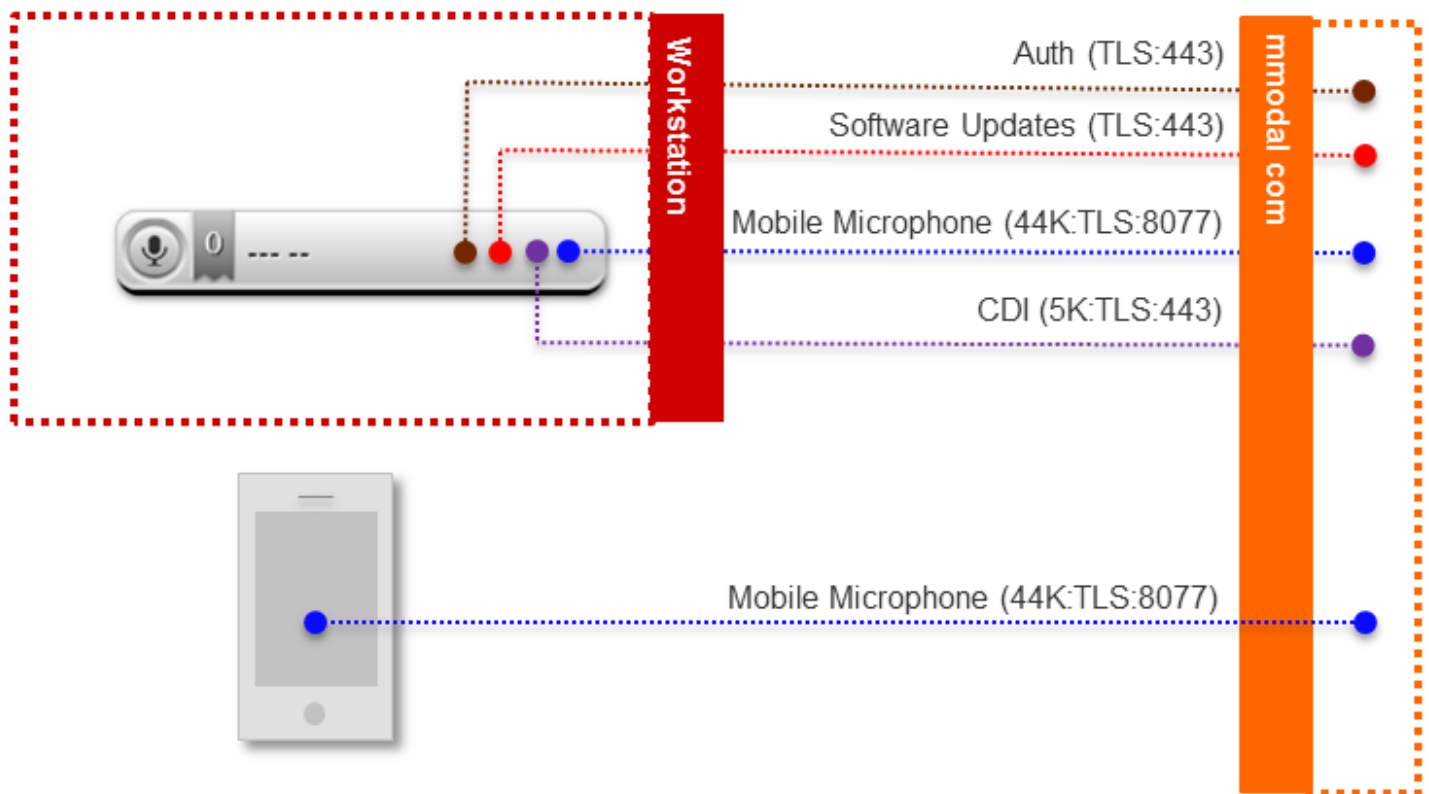 Workstation
mmodal com
Auth (TLS:443)
Software Updates (TLS:443)
Mobile Microphone (44K:TLS:8077)
0 --- --
CDI (5K:TLS:443)
Mobile Microphone (44K:TLS:8077)